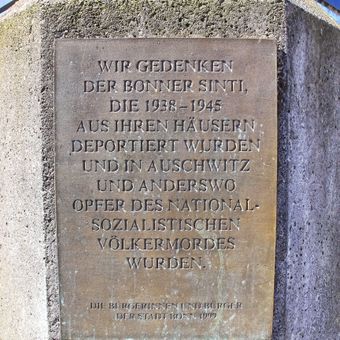 WIR GEDENKEN
DER BONNER SINTI,
DIE 1938-1945
AUS IHREN HÄUSERN
DEPORTIERT WURDEN
UND IN AUSCHWITZ
UND ANDERSWO
OPFER DES NATIONAL-
SOZIALISTISCHEN
VÖLKERMORDES
WURDEN.
DIE BÜRGERINNEN UND BÜRGER
DER STADT BONN 1999